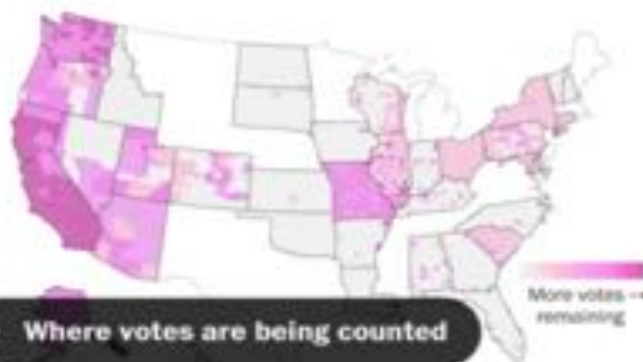 More votes →
remaining
Where votes are being counted